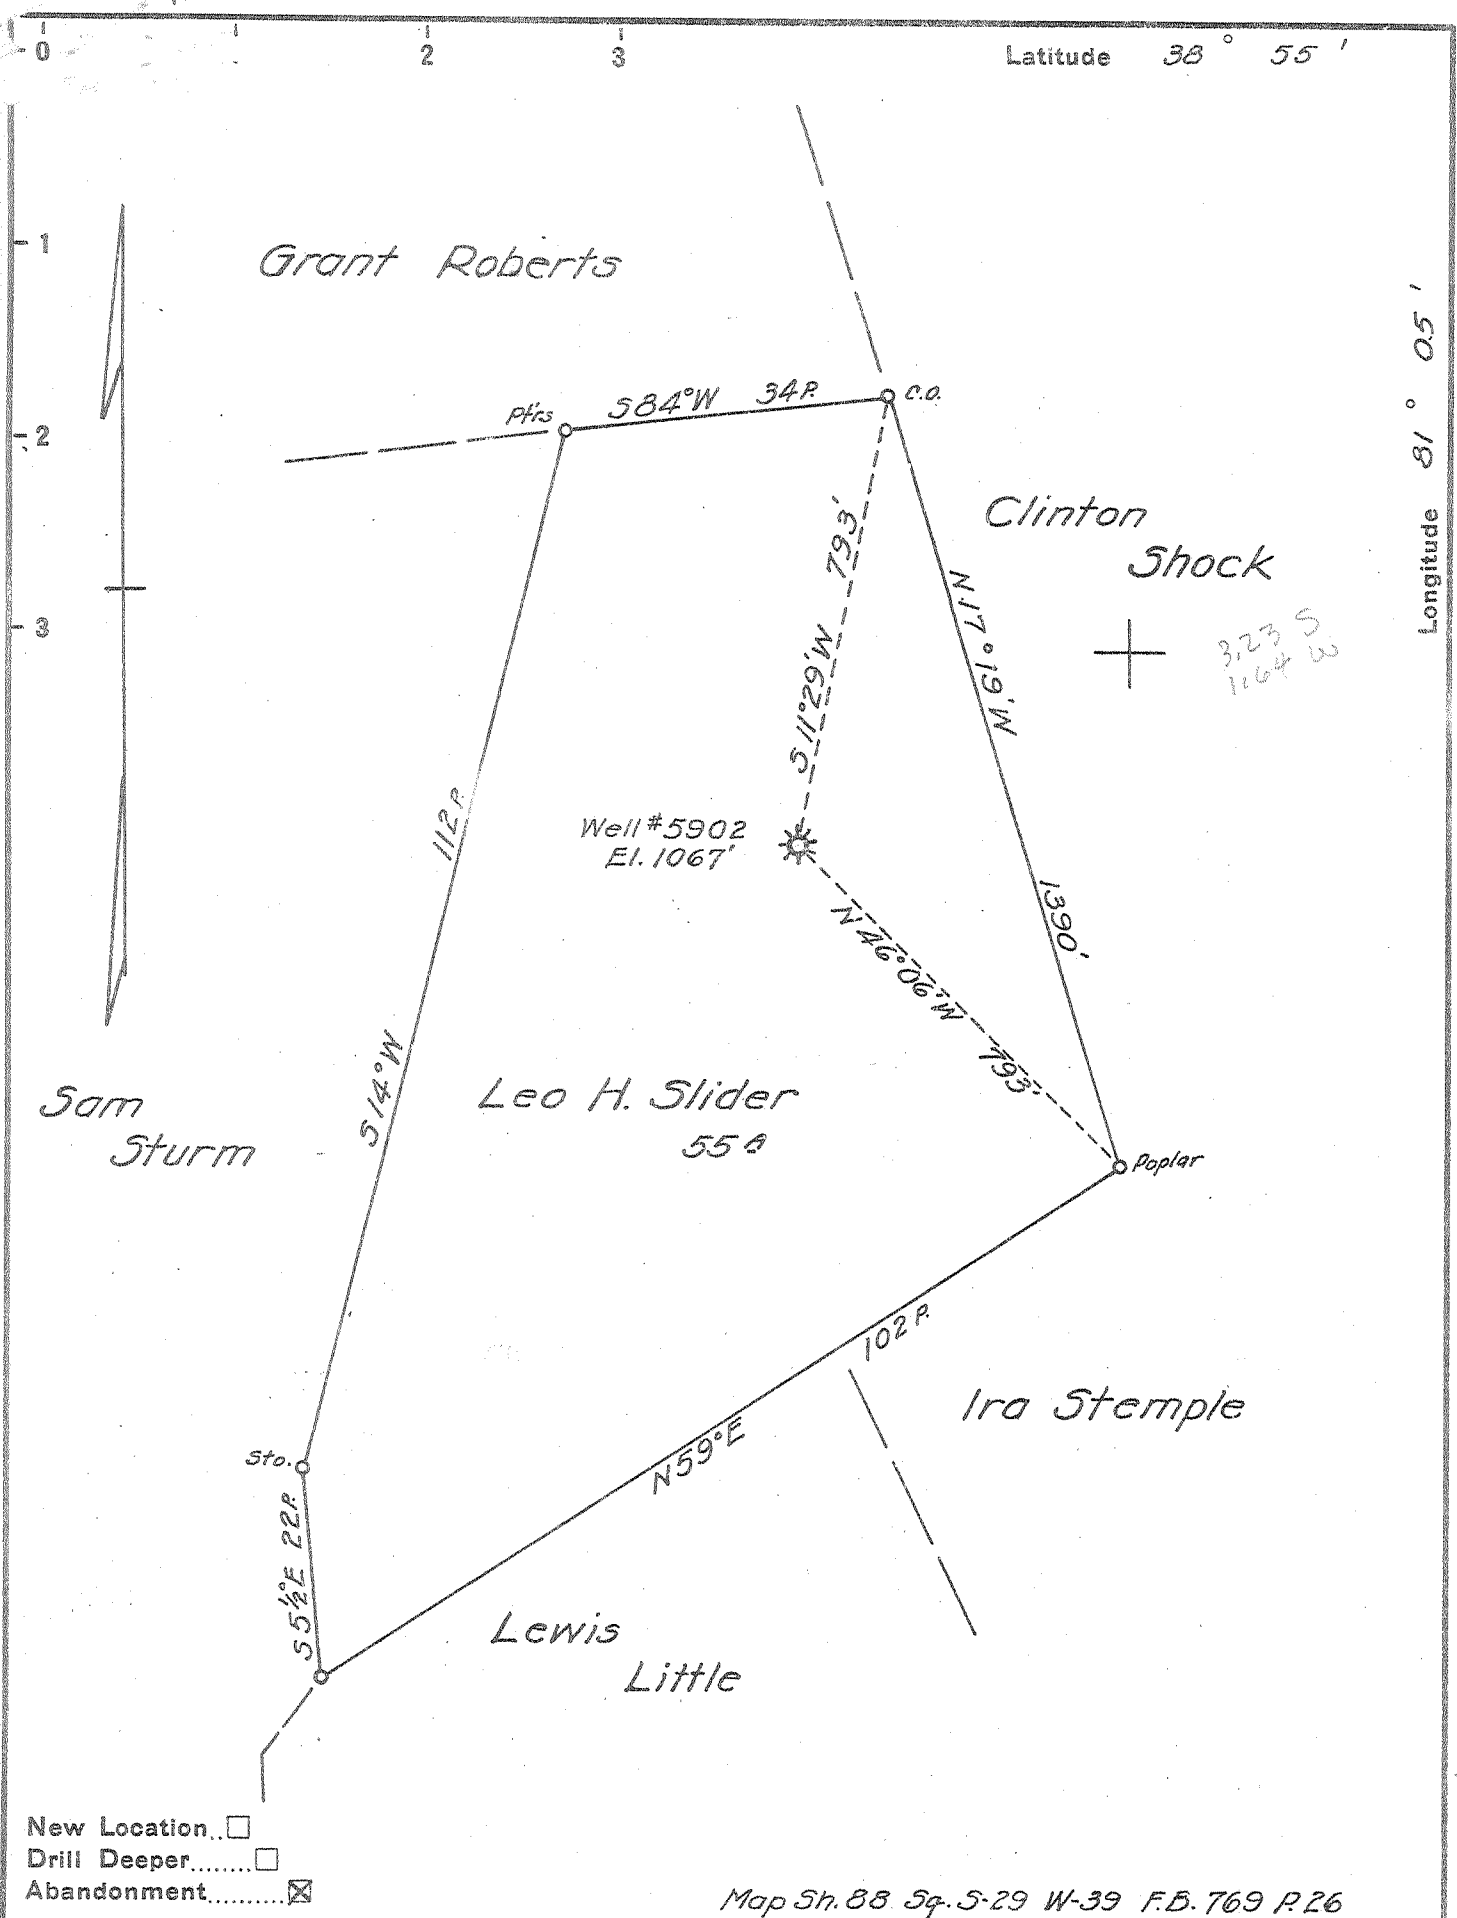 0 2 3 Latitude 38° 55'
1
Grant Roberts
Longitude 81° 05'
S84°W 34P.
C.O.
Ptrs
2
Clinton
Shock
793'
S11°29'W
N.17°19'W
1390'
3
3.23 S
1.64 W
112P.
S14°W
Well #5902
El. 1067'
N46°06'W
793'
Sam
Sturm
Leo H. Slider
55A
Poplar
102P.
N59°E
Ira Stemple
Sto.
S5½°E 22P.
Lewis
Little
New Location..☐
Drill Deeper........☐
Abandonment..........☒
Map Sh. 88 Sq. S-29 W-39 F.B. 769 P. 26